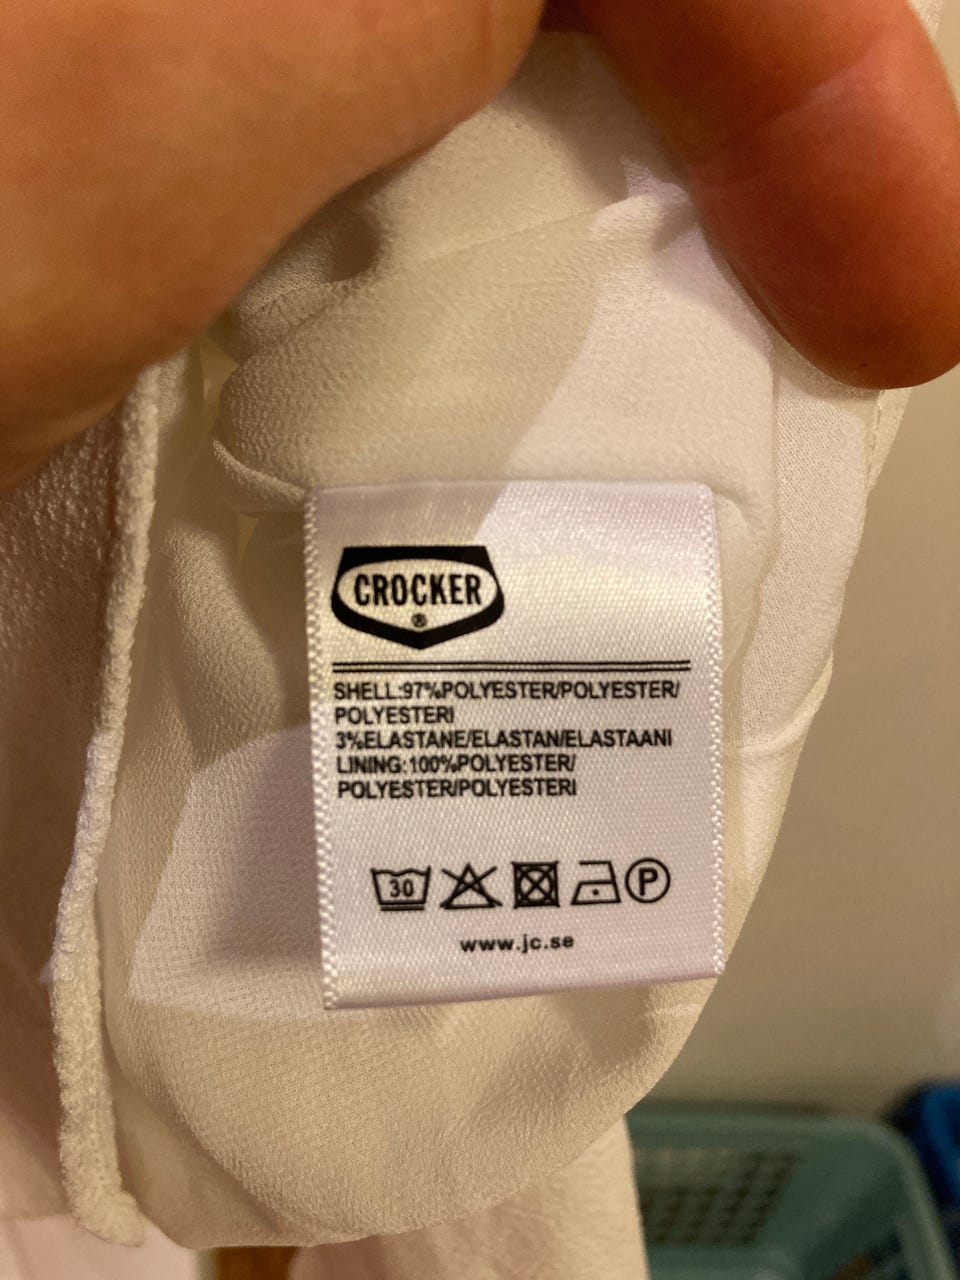 CROCKER
®
SHELL:97%POLYESTER/POLYESTER/
POLYESTERI
3%ELASTANE/ELASTAN/ELASTAANI
LINING:100%POLYESTER/
POLYESTER/POLYESTERI
30 P
www.jc.se